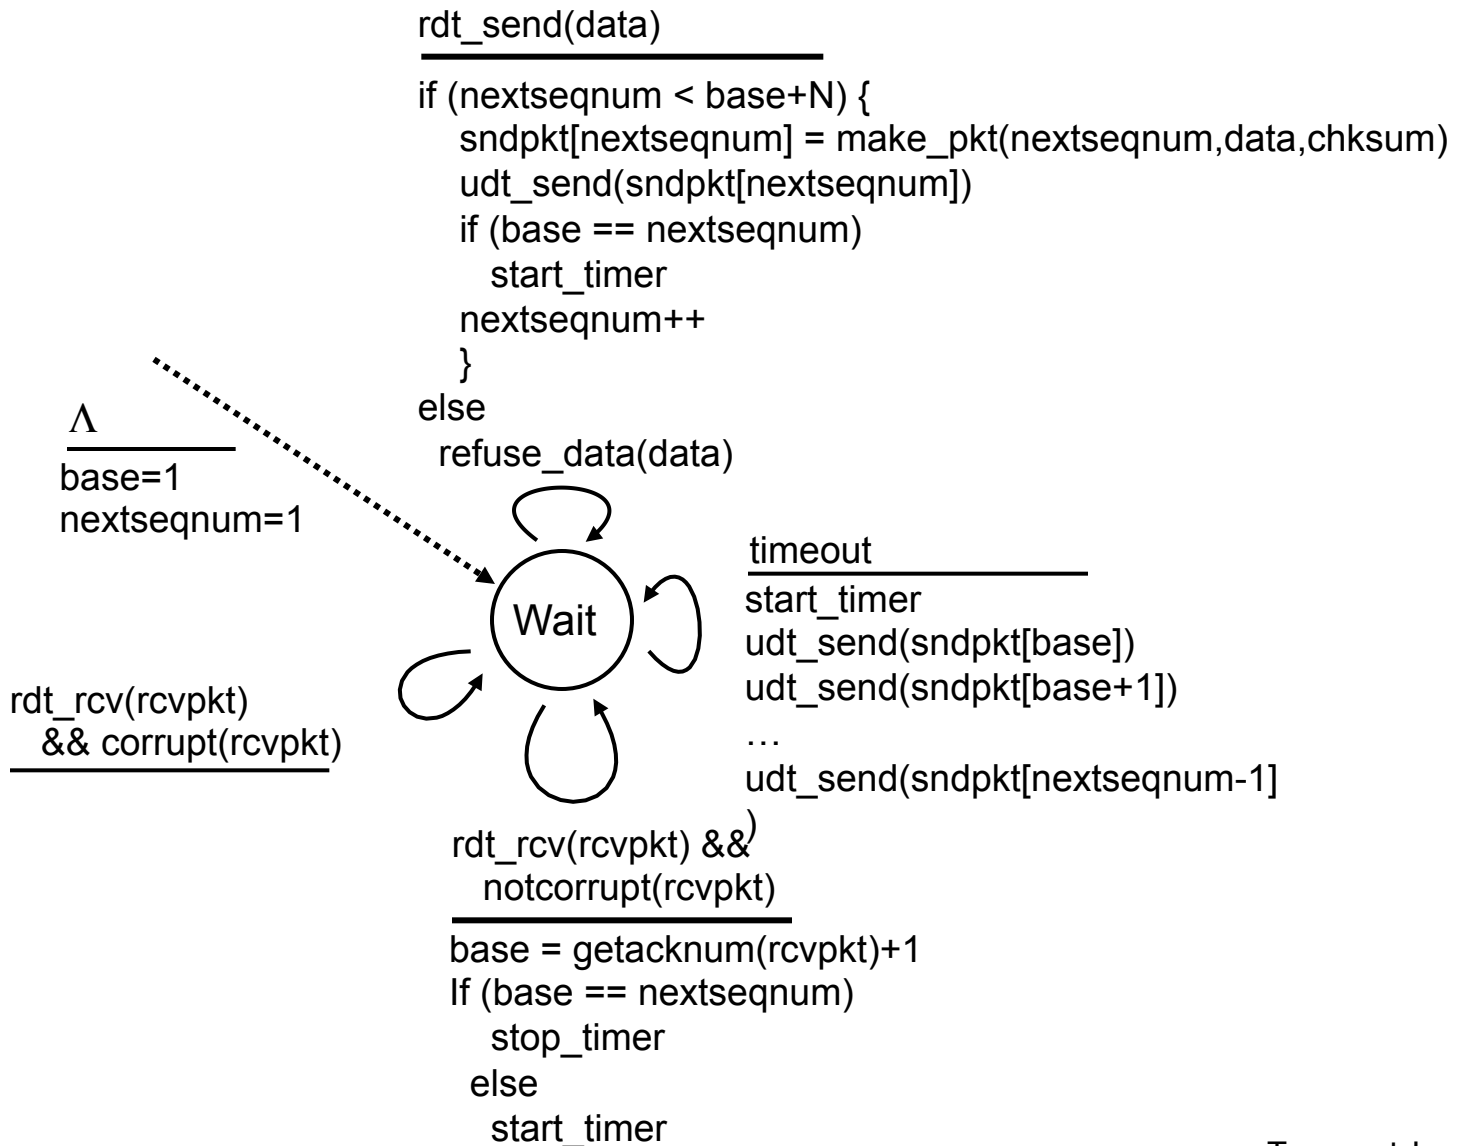 rdt_send(data)
if (nextseqnum < base+N) {
sndpkt[nextseqnum] = make_pkt(nextseqnum,data,chksum)
udt_send(sndpkt[nextseqnum])
if (base == nextseqnum)
start_timer
nextseqnum++
}
else
refuse_data(data)
Λ
base=1
nextseqnum=1
Wait
timeout
start_timer
udt_send(sndpkt[base])
udt_send(sndpkt[base+1])
…
udt_send(sndpkt[nextseqnum-1]
)
rdt_rcv(rcvpkt)
&& corrupt(rcvpkt)
rdt_rcv(rcvpkt) &&
notcorrupt(rcvpkt)
base = getacknum(rcvpkt)+1
If (base == nextseqnum)
stop_timer
else
start_timer